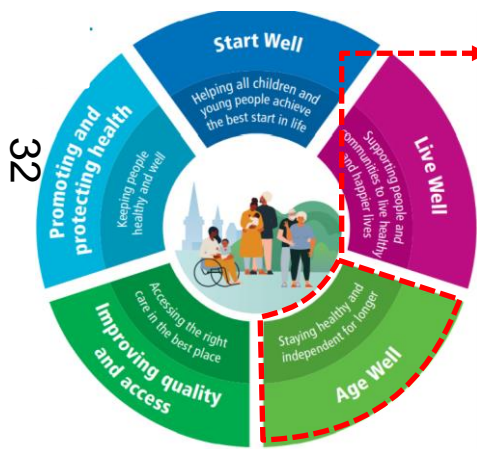 Start Well
Helping all children and
young people achieve
the best start in life
Live Well
Supporting people and
communities to live healthy
and happier lives
Age Well
Staying healthy and
independent for longer
Improving quality
and access
Accessing the right
care in the best place
Promoting and
protecting health
Keeping people
healthy and well
32